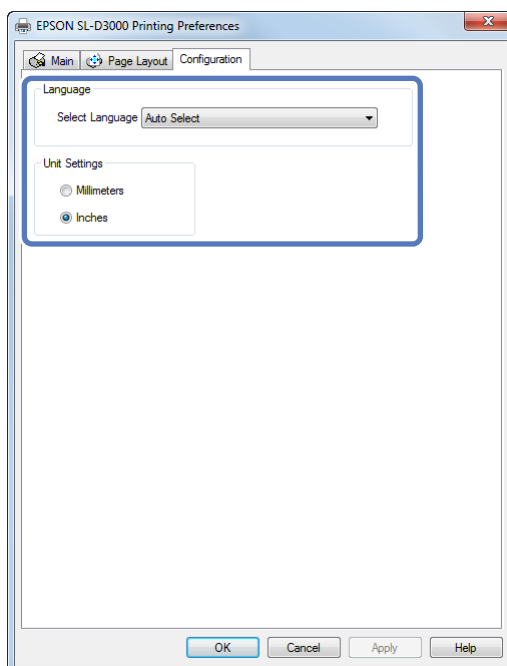 EPSON SL-D3000 Printing Preferences
Main Page Layout Configuration
Language
Select Language Auto Select
Unit Settings
Millimeters
Inches
OK Cancel Apply Help